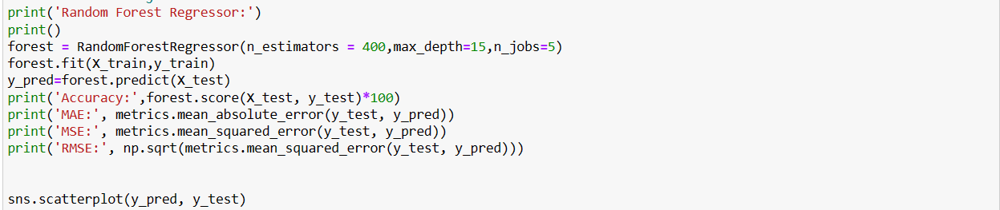 print('Random Forest Regressor:')
print()
forest = RandomForestRegressor(n_estimators = 400,max_depth=15,n_jobs=5)
forest.fit(X_train,y_train)
y_pred=forest.predict(X_test)
print('Accuracy:',forest.score(X_test, y_test)*100)
print('MAE:', metrics.mean_absolute_error(y_test, y_pred))
print('MSE:', metrics.mean_squared_error(y_test, y_pred))
print('RMSE:', np.sqrt(metrics.mean_squared_error(y_test, y_pred)))
sns.scatterplot(y_pred, y_test)